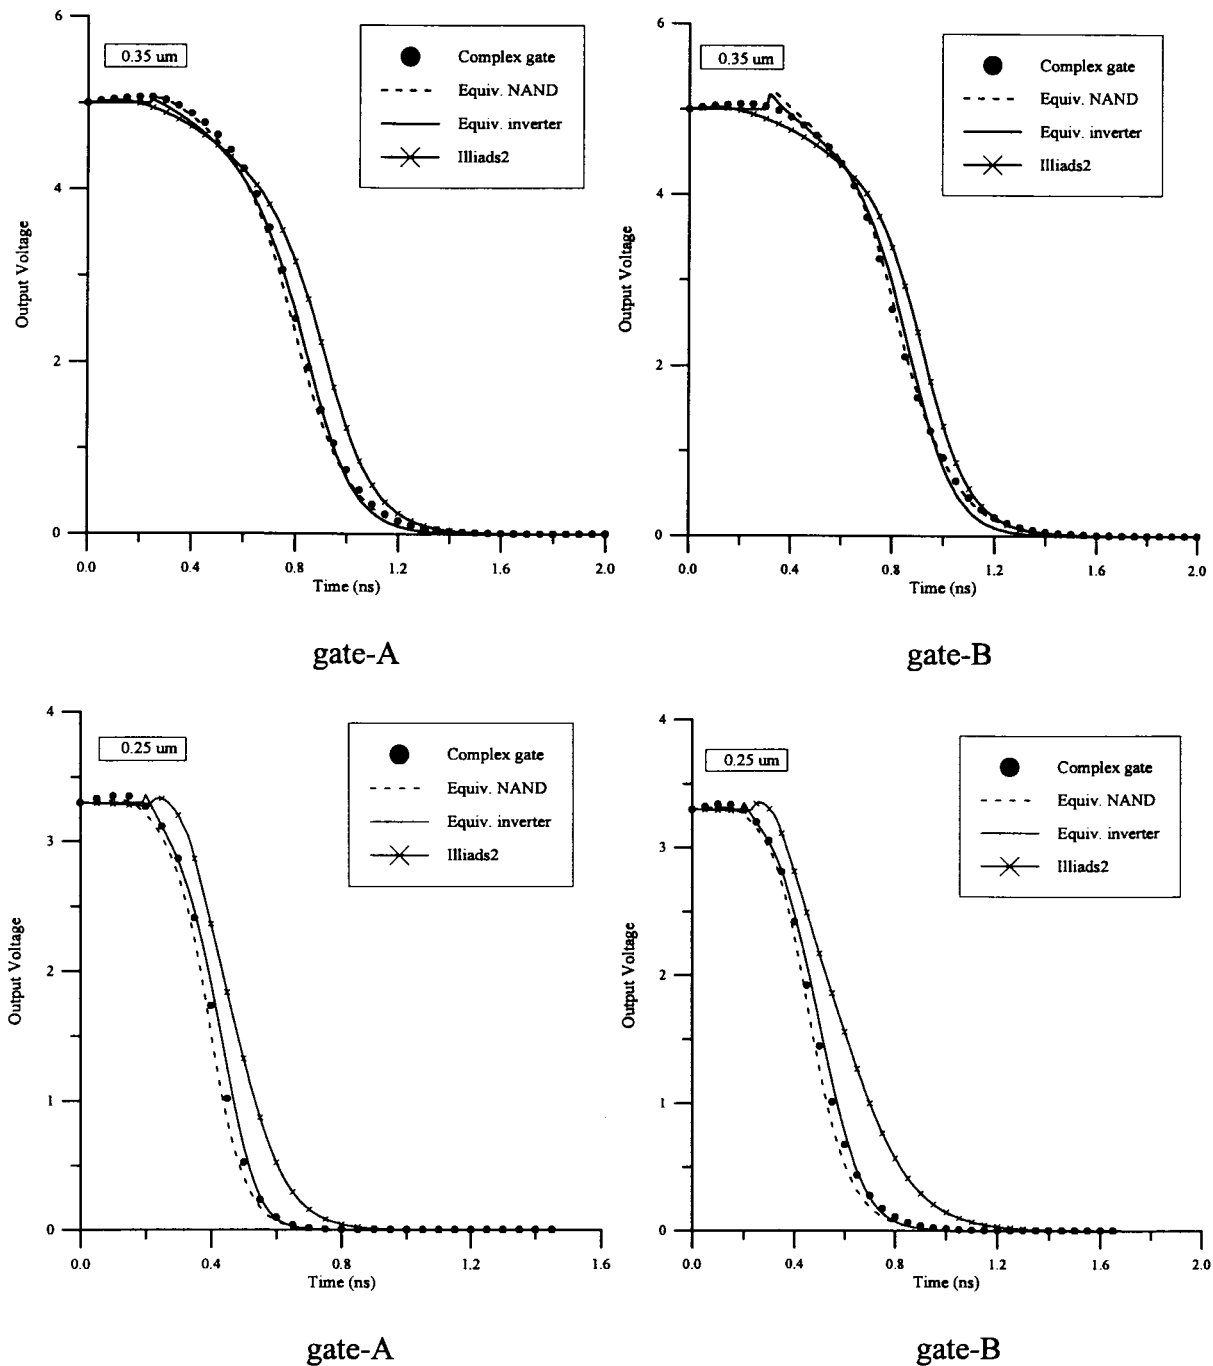 6
0.35 um
Complex gate
Equiv. NAND
Equiv. inverter
Illiads2
4
Output Voltage
2
0
0.0 0.4 0.8 1.2 1.6 2.0
Time (ns)
gate-A
6
0.35 um
Complex gate
Equiv. NAND
Equiv. inverter
Illiads2
4
Output Voltage
2
0
0.0 0.4 0.8 1.2 1.6 2.0
Time (ns)
gate-B
4
0.25 um
Complex gate
Equiv. NAND
Equiv. inverter
Illiads2
3
Output Voltage
2
1
0
0.0 0.4 0.8 1.2 1.6
Time (ns)
gate-A
4
0.25 um
Complex gate
Equiv. NAND
Equiv. inverter
Illiads2
3
Output Voltage
2
1
0
0.0 0.4 0.8 1.2 1.6 2.0
Time (ns)
gate-B